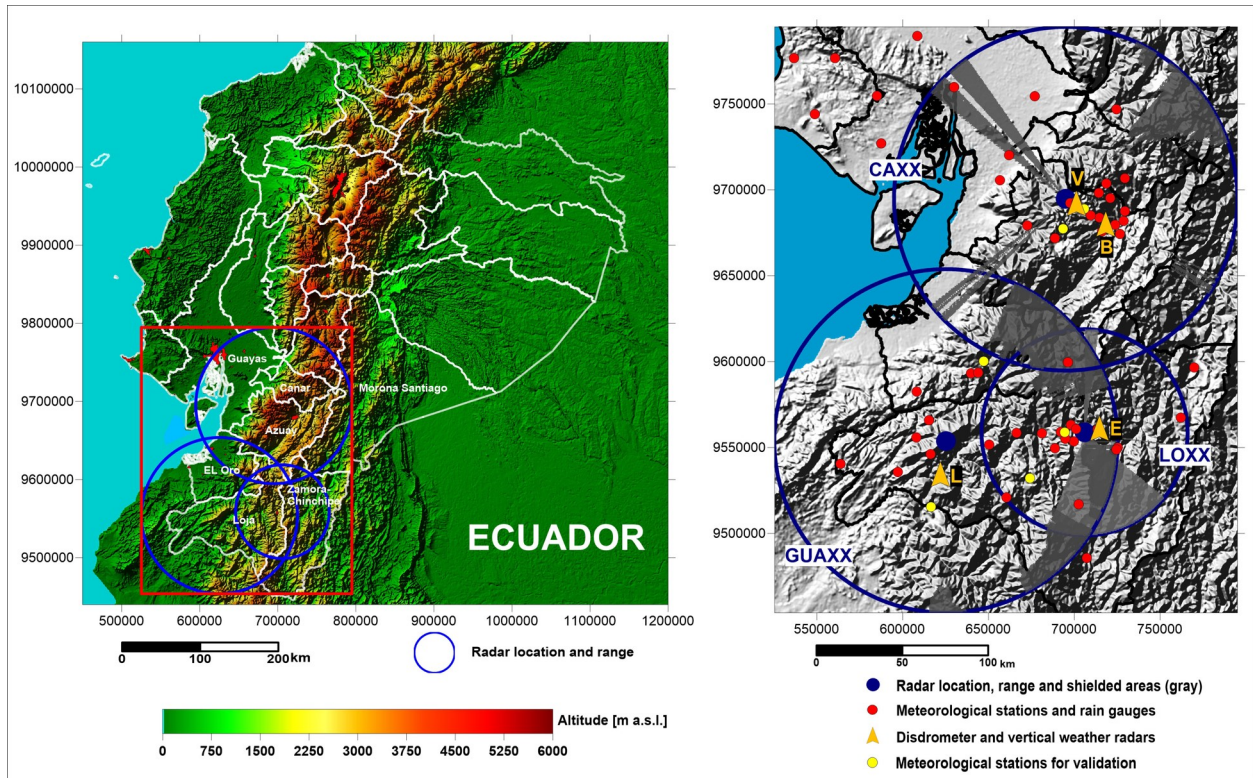 10100000
10000000
9900000
9800000
9700000
9600000
9500000
Guayas
Cañar
Morona Santiago
Azuay
EL Oro
Zamora-
Chinchipe
Loja
ECUADOR
500000 600000 700000 800000 900000 1000000 1100000 1200000
0 100 200 km
Radar location and range
Altitude [m a.s.l.]
0 750 1500 2250 3000 3750 4500 5250 6000
9750000
9700000
9650000
9600000
9550000
9500000
CAXX
V
B
E
LOXX
L
GUAXX
550000 600000 650000 700000 750000
0 50 100 km
Radar location, range and shielded areas (gray)
Meteorological stations and rain gauges
Disdrometer and vertical weather radars
Meteorological stations for validation